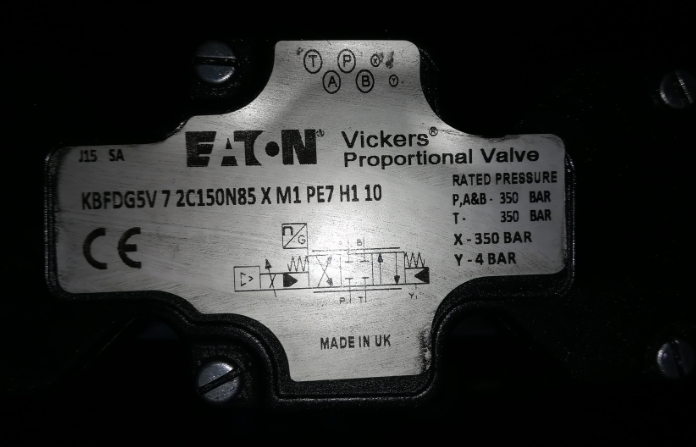 T P X
A B Y
J15 SA
EATON® Vickers®
Proportional Valve
KBFDG5V 7 2C150N85 X M1 PE7 H1 10
RATED PRESSURE
P,A&B - 350 BAR
T - 350 BAR
X - 350 BAR
Y - 4 BAR
CE
n/G
B
P T Y
MADE IN UK